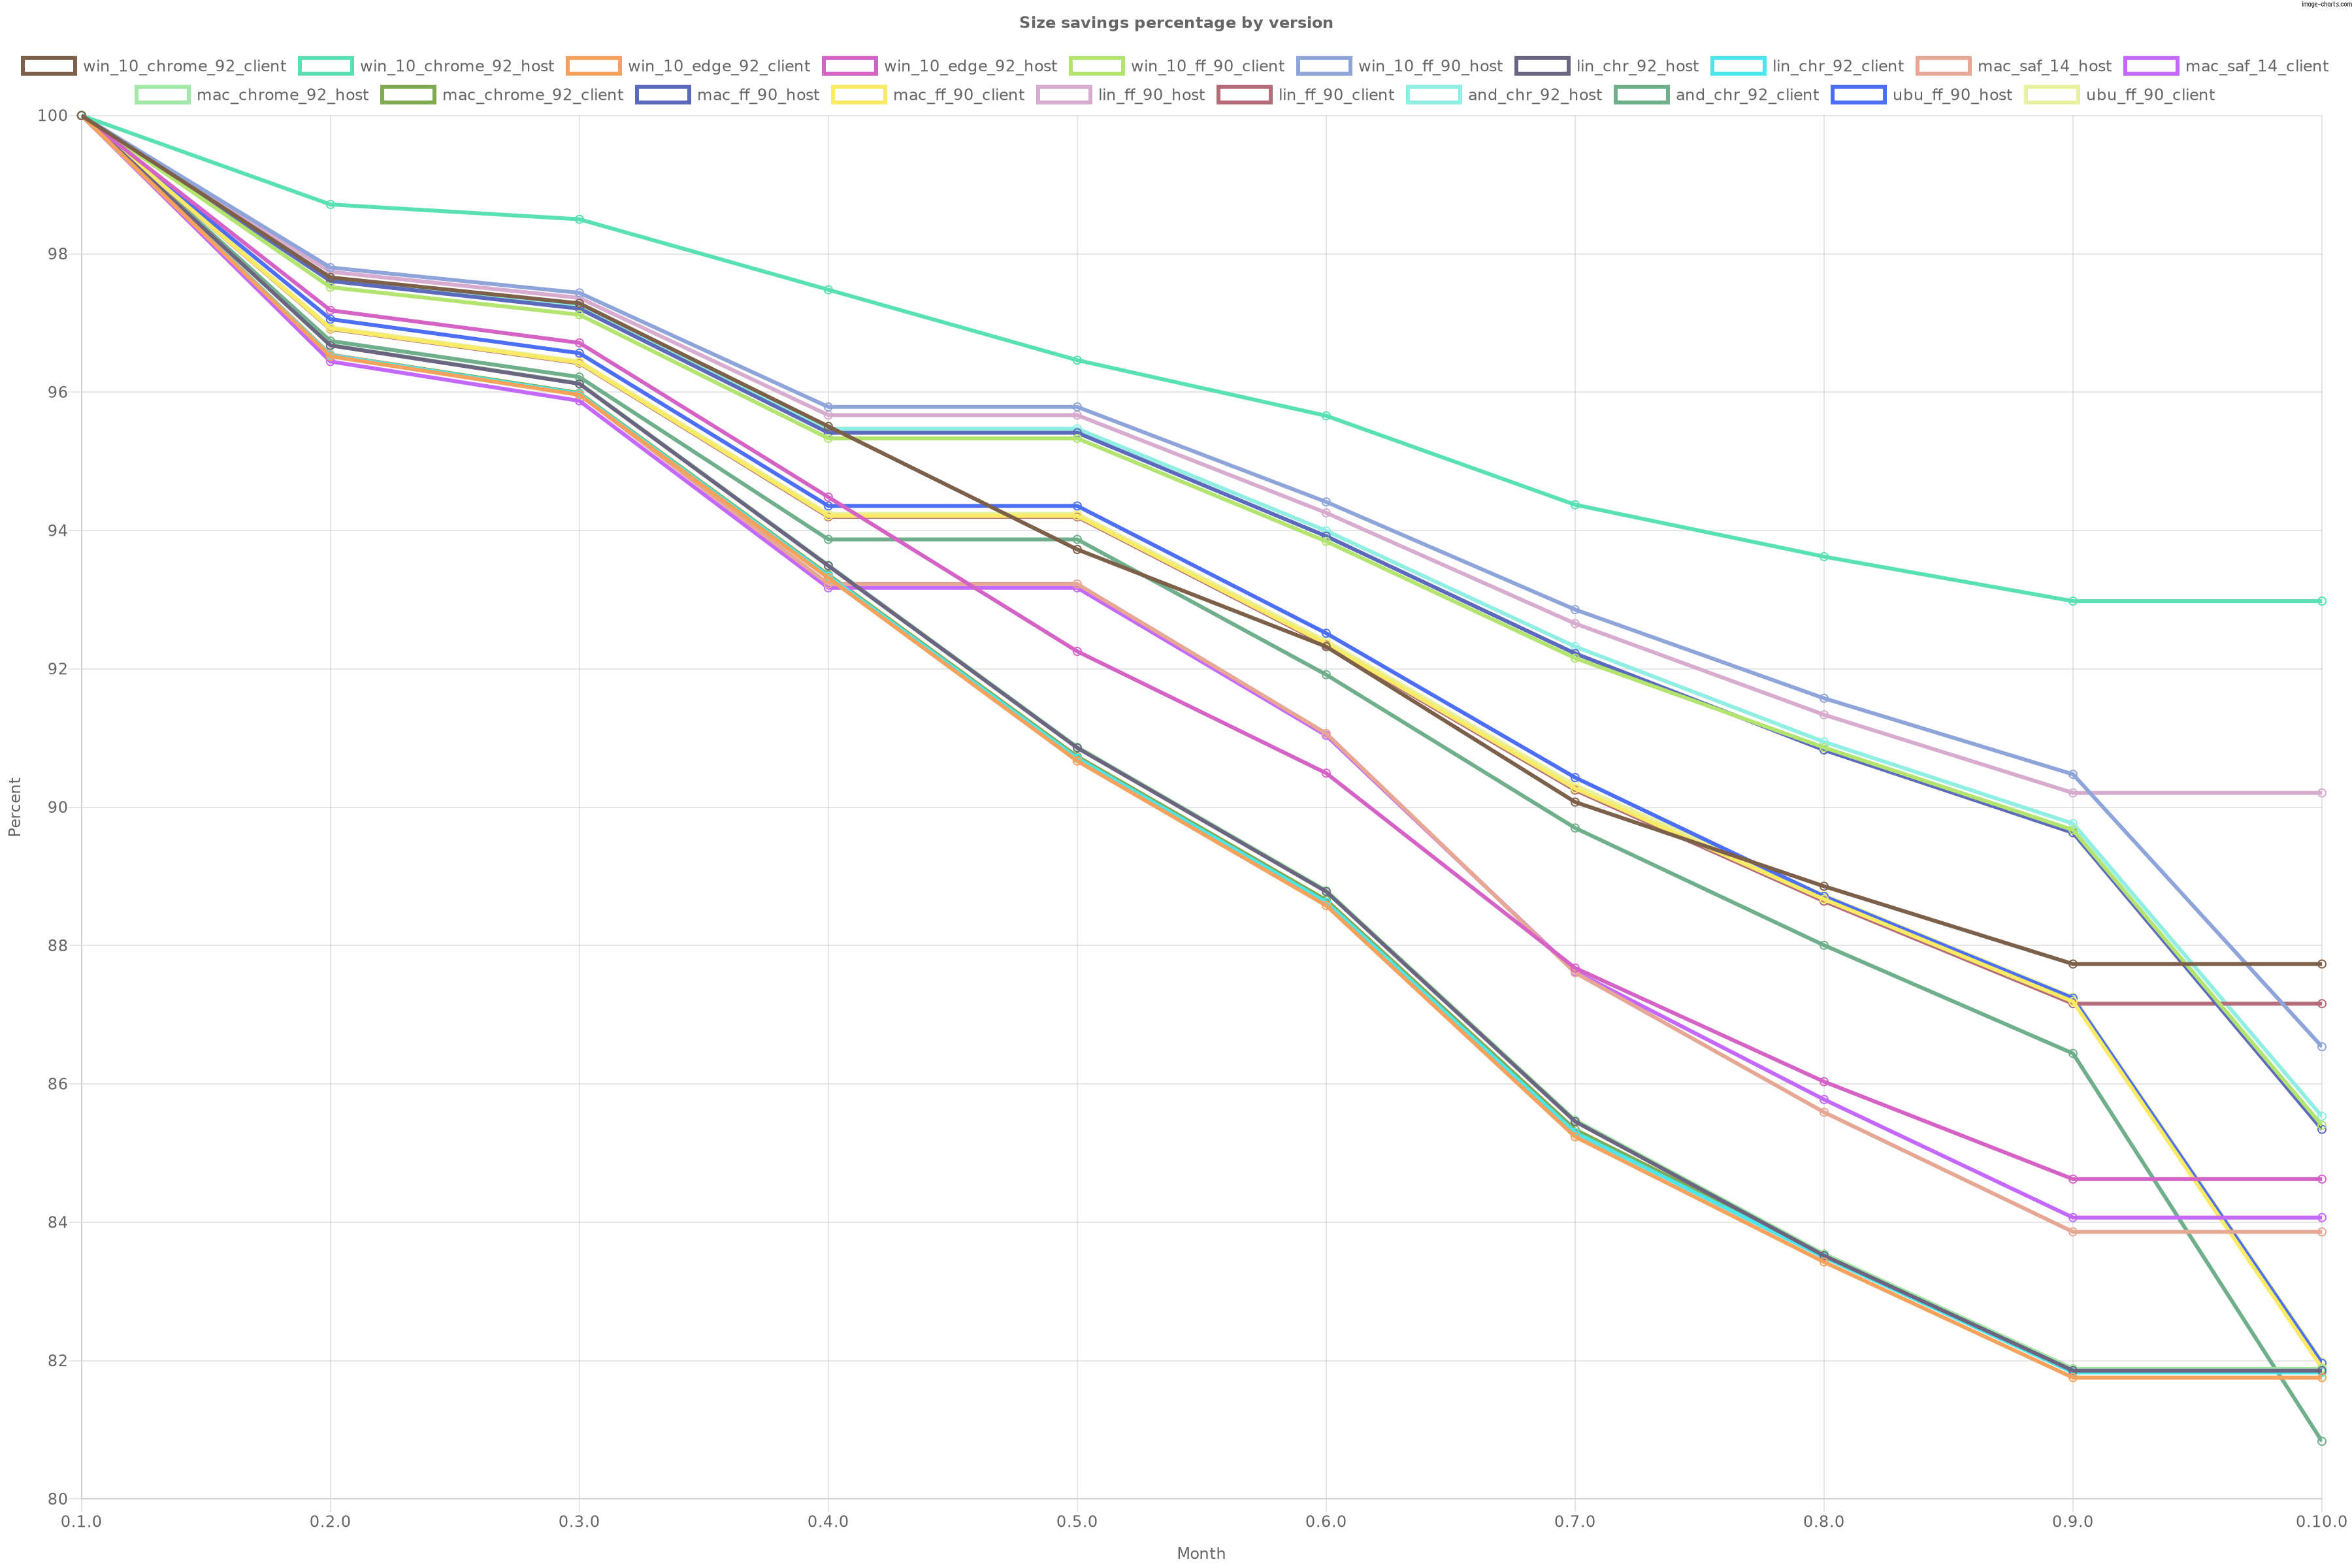 image-charts.com
Size savings percentage by version
win_10_chrome_92_client win_10_chrome_92_host win_10_edge_92_client win_10_edge_92_host win_10_ff_90_client win_10_ff_90_host lin_chr_92_host lin_chr_92_client mac_saf_14_host mac_saf_14_client
mac_chrome_92_host mac_chrome_92_client mac_ff_90_host mac_ff_90_client lin_ff_90_host lin_ff_90_client and_chr_92_host and_chr_92_client ubu_ff_90_host ubu_ff_90_client
100
98
96
94
92
90
88
86
84
82
80
Percent
0.1.0 0.2.0 0.3.0 0.4.0 0.5.0 0.6.0 0.7.0 0.8.0 0.9.0 0.10.0
Month